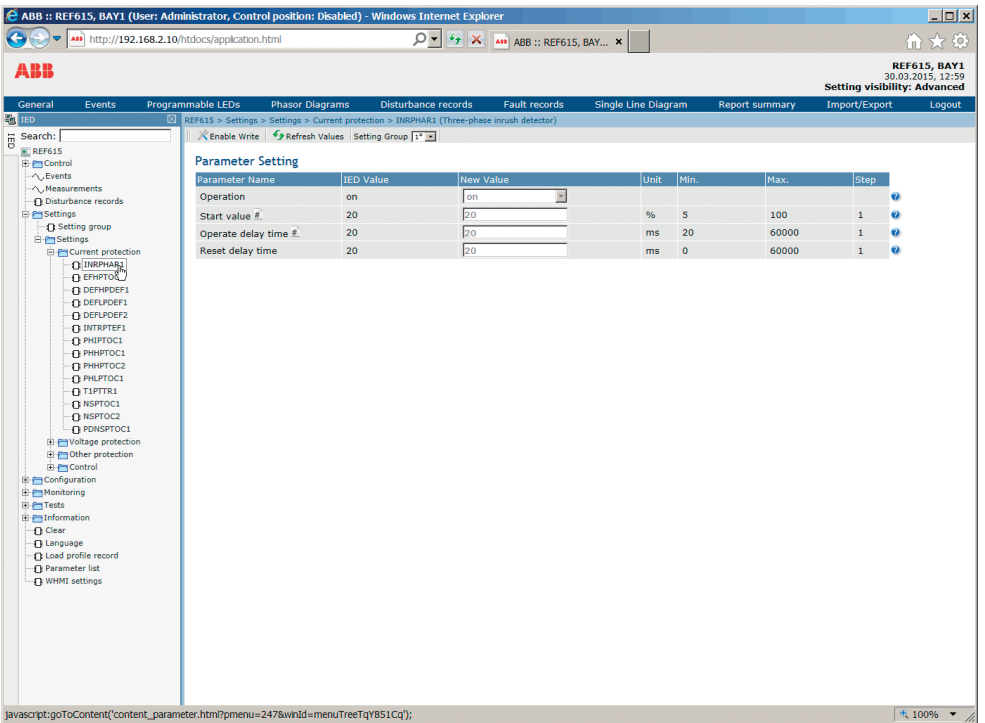 ABB :: REF615, BAY1 (User: Administrator, Control position: Disabled) - Windows Internet Explorer
http://192.168.2.10/htdocs/application.html
ABB :: REF615, BAY...
ABB
REF615, BAY1
30.03.2015, 12:59
Setting visibility: Advanced
General Events Programmable LEDs Phasor Diagrams Disturbance records Fault records Single Line Diagram Report summary Import/Export Logout
IED
IED
REF615 > Settings > Settings > Current protection > INRPHAR1 (Three-phase inrush detector)
Search:
Enable Write Refresh Values Setting Group 1*
REF615
Control
Events
Measurements
Disturbance records
Settings
Setting group
Settings
Current protection
INRPHAR1
EFHPTOC
DEFHPDEF1
DEFLPDEF1
DEFLPDEF2
INTRPTEF1
PHIPTOC1
PHHPTOC1
PHHPTOC2
PHLPTOC1
T1PTTR1
NSPTOC1
NSPTOC2
PDNSPTOC1
Voltage protection
Other protection
Control
Configuration
Monitoring
Tests
Information
Clear
Language
Load profile record
Parameter list
WHMI settings
Parameter Setting
Parameter Name IED Value New Value Unit Min. Max. Step
Operation on on
Start value # 20 20 % 5 100 1
Operate delay time # 20 20 ms 20 60000 1
Reset delay time 20 20 ms 0 60000 1
javascript:goToContent('content_parameter.html?pmenu=247&winId=menuTreeTqY851Cq');
100%